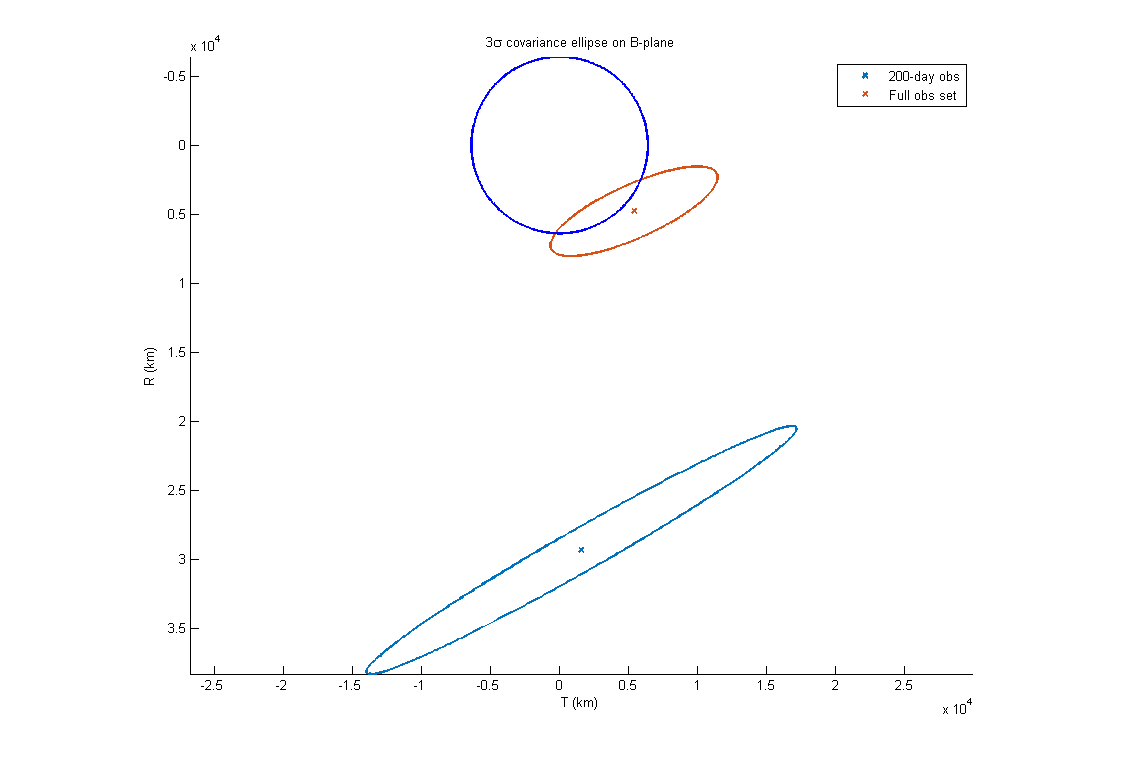 3σ covariance ellipse on B-plane
x 10^4
200-day obs
Full obs set
-0.5
0
0.5
1
1.5
2
2.5
3
3.5
R (km)
-2.5 -2 -1.5 -1 -0.5 0 0.5 1 1.5 2 2.5
T (km)
x 10^4